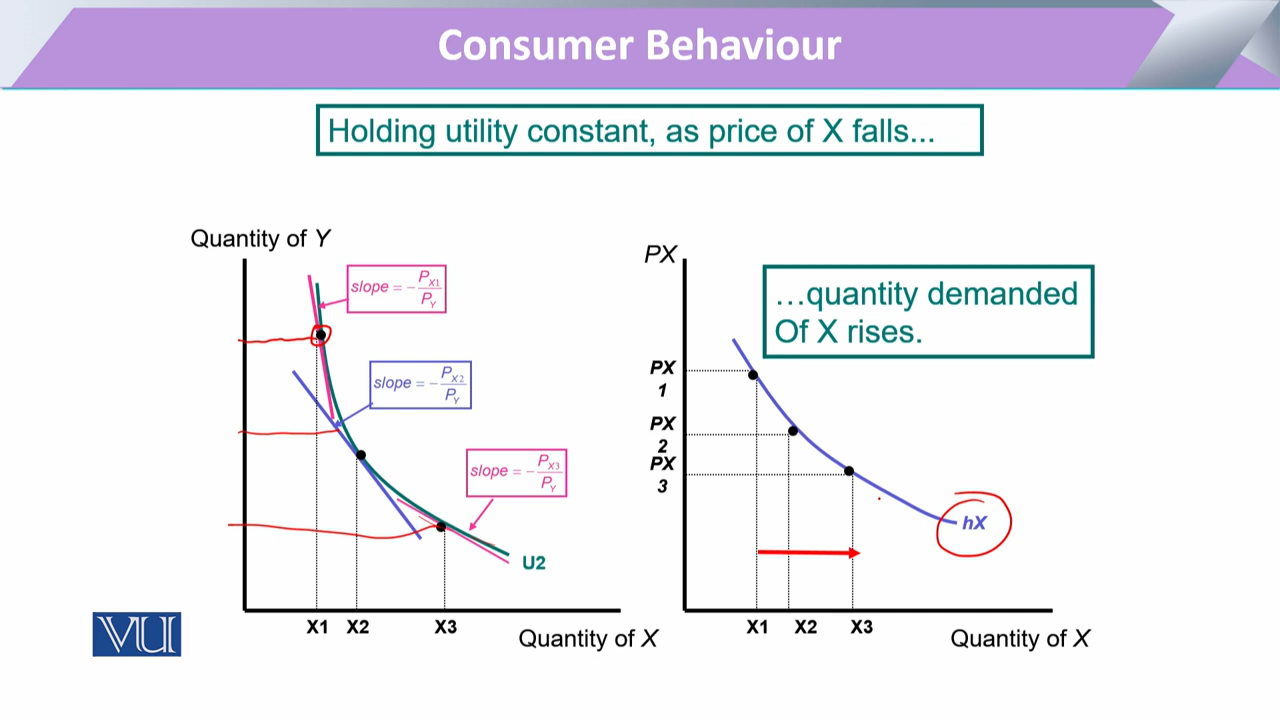 Consumer Behaviour
Holding utility constant, as price of X falls...
Quantity of Y
slope = - PX1
PY
slope = - PX2
PY
slope = - PX3
PY
U2
X1 X2 X3
Quantity of X
PX
…quantity demanded
Of X rises.
PX
1
PX
2
PX
3
hX
X1 X2 X3
Quantity of X
VU